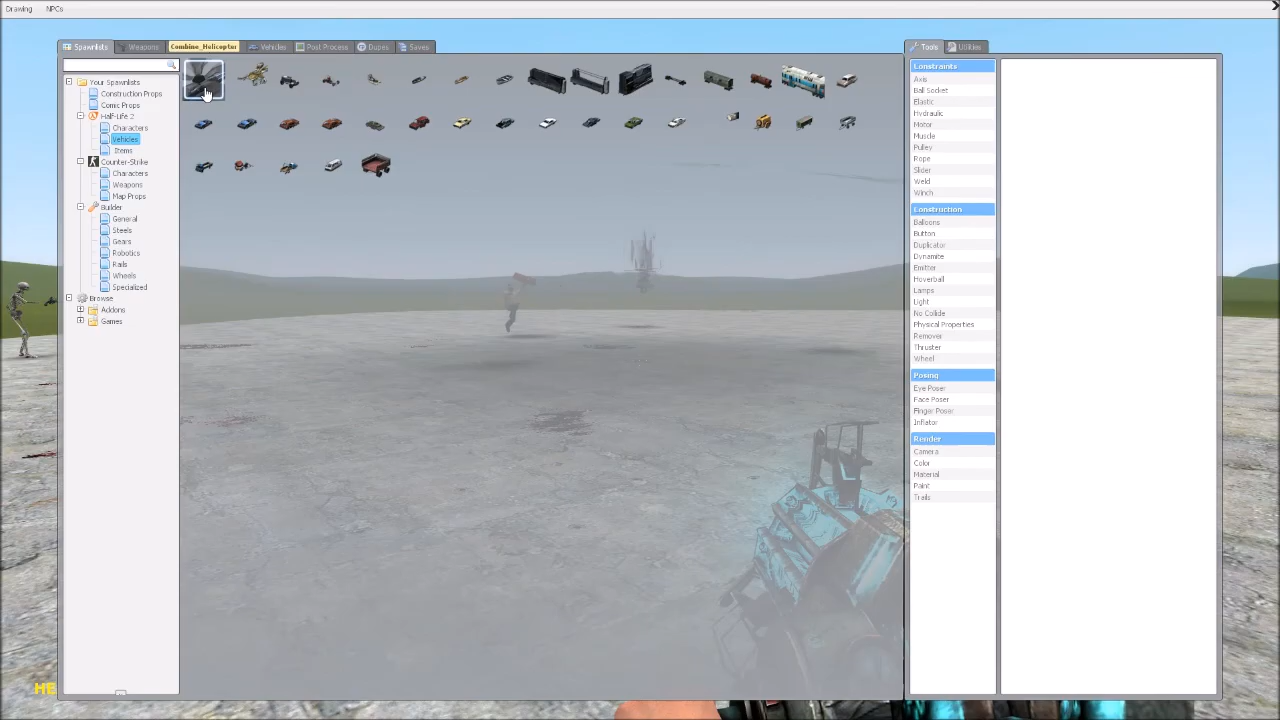 Drawing NPCs
Spawnlists Weapons Combine_Helicopter Vehicles Post Process Dupes Saves
Your Spawnlists
Construction Props
Comic Props
Half-Life 2
Characters
Vehicles
Items
Counter-Strike
Characters
Weapons
Map Props
Builder
General
Steels
Gears
Robotics
Rails
Wheels
Specialized
Browse
Addons
Games
HE
Tools Utilities
Constraints
Axis
Ball Socket
Elastic
Hydraulic
Motor
Muscle
Pulley
Rope
Slider
Weld
Winch
Construction
Balloons
Button
Duplicator
Dynamite
Emitter
Hoverball
Lamps
Light
No Collide
Physical Properties
Remover
Thruster
Wheel
Posing
Eye Poser
Face Poser
Finger Poser
Inflator
Render
Camera
Color
Material
Paint
Trails